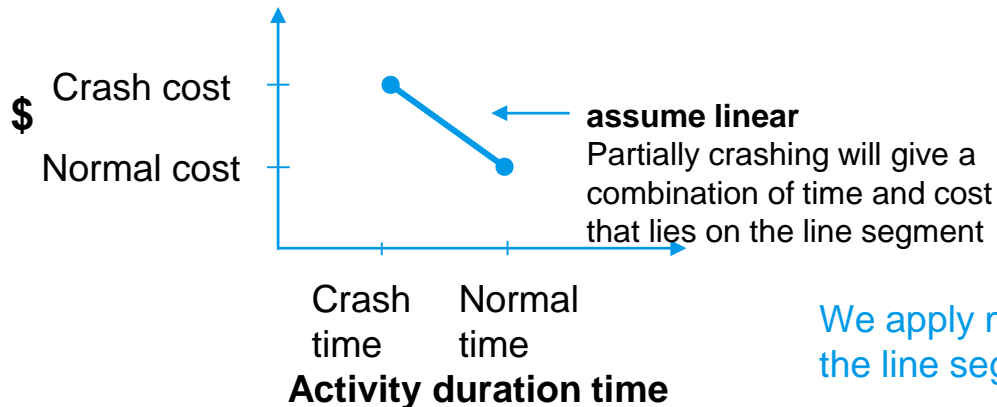 Crash cost
$
Normal cost
assume linear
Partially crashing will give a
combination of time and cost
that lies on the line segment
Crash
time
Normal
time
Activity duration time
We apply
the line